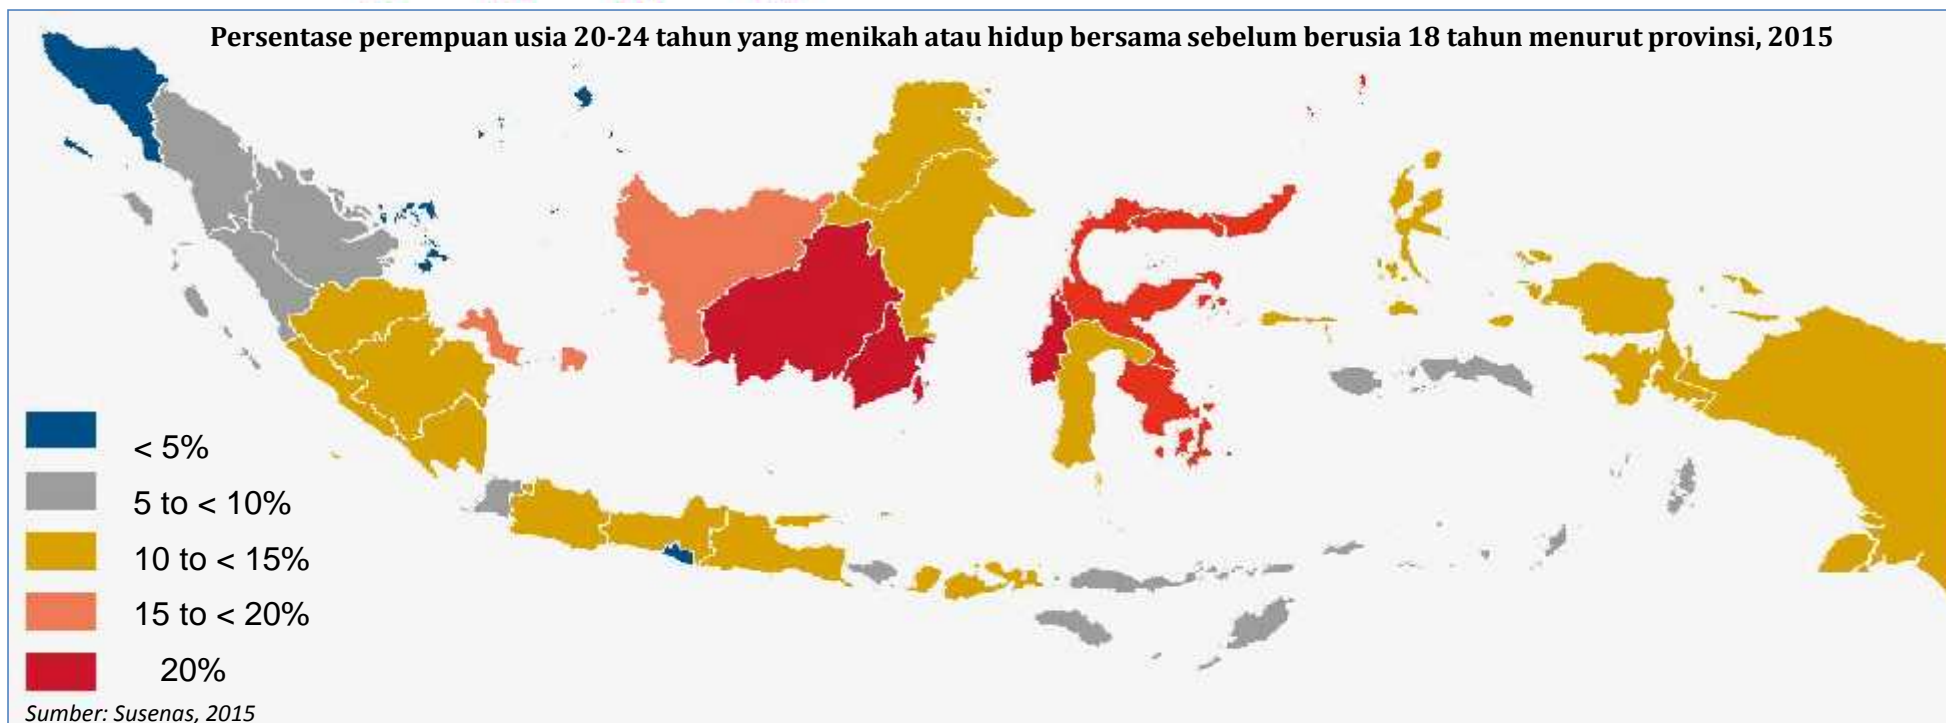 Persentase perempuan usia 20-24 tahun yang menikah atau hidup bersama sebelum berusia 18 tahun menurut provinsi, 2015
< 5%
5 to < 10%
10 to < 15%
15 to < 20%
20%
Sumber: Susenas, 2015